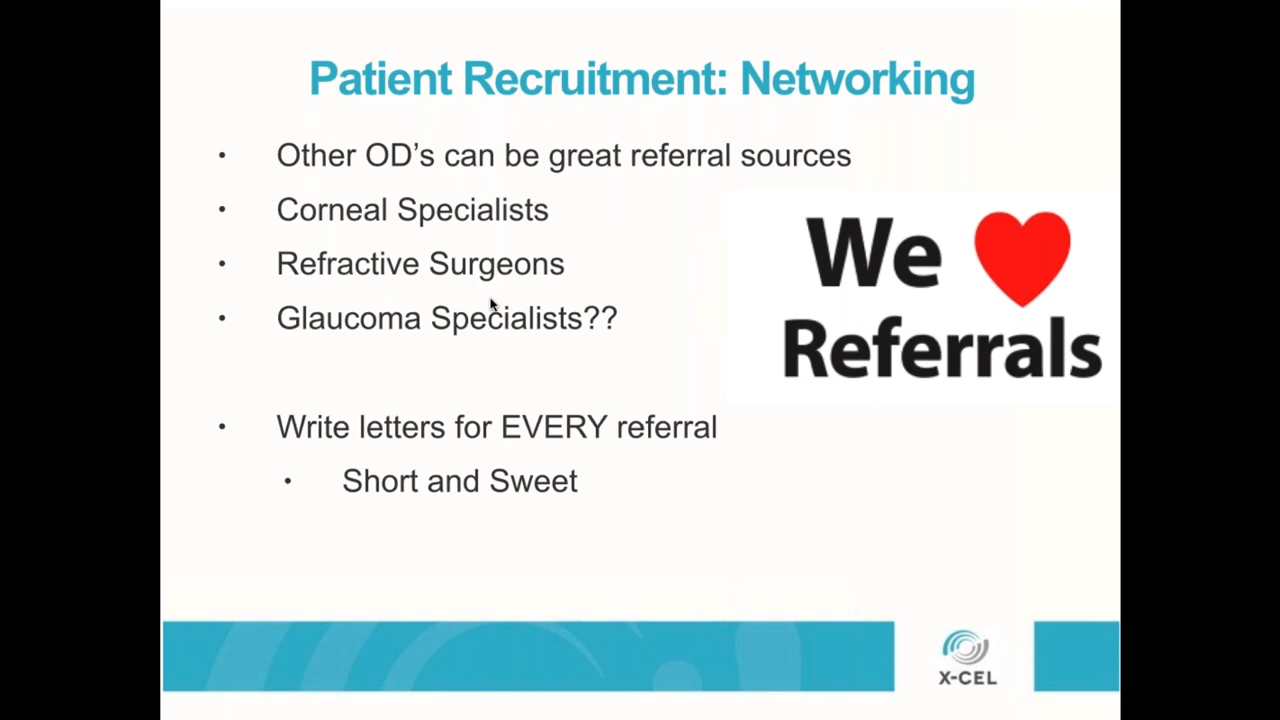 Patient Recruitment: Networking
• Other OD's can be great referral sources
• Corneal Specialists
• Refractive Surgeons
• Glaucoma Specialists??
We
Referrals
• Write letters for EVERY referral
• Short and Sweet
X-CEL